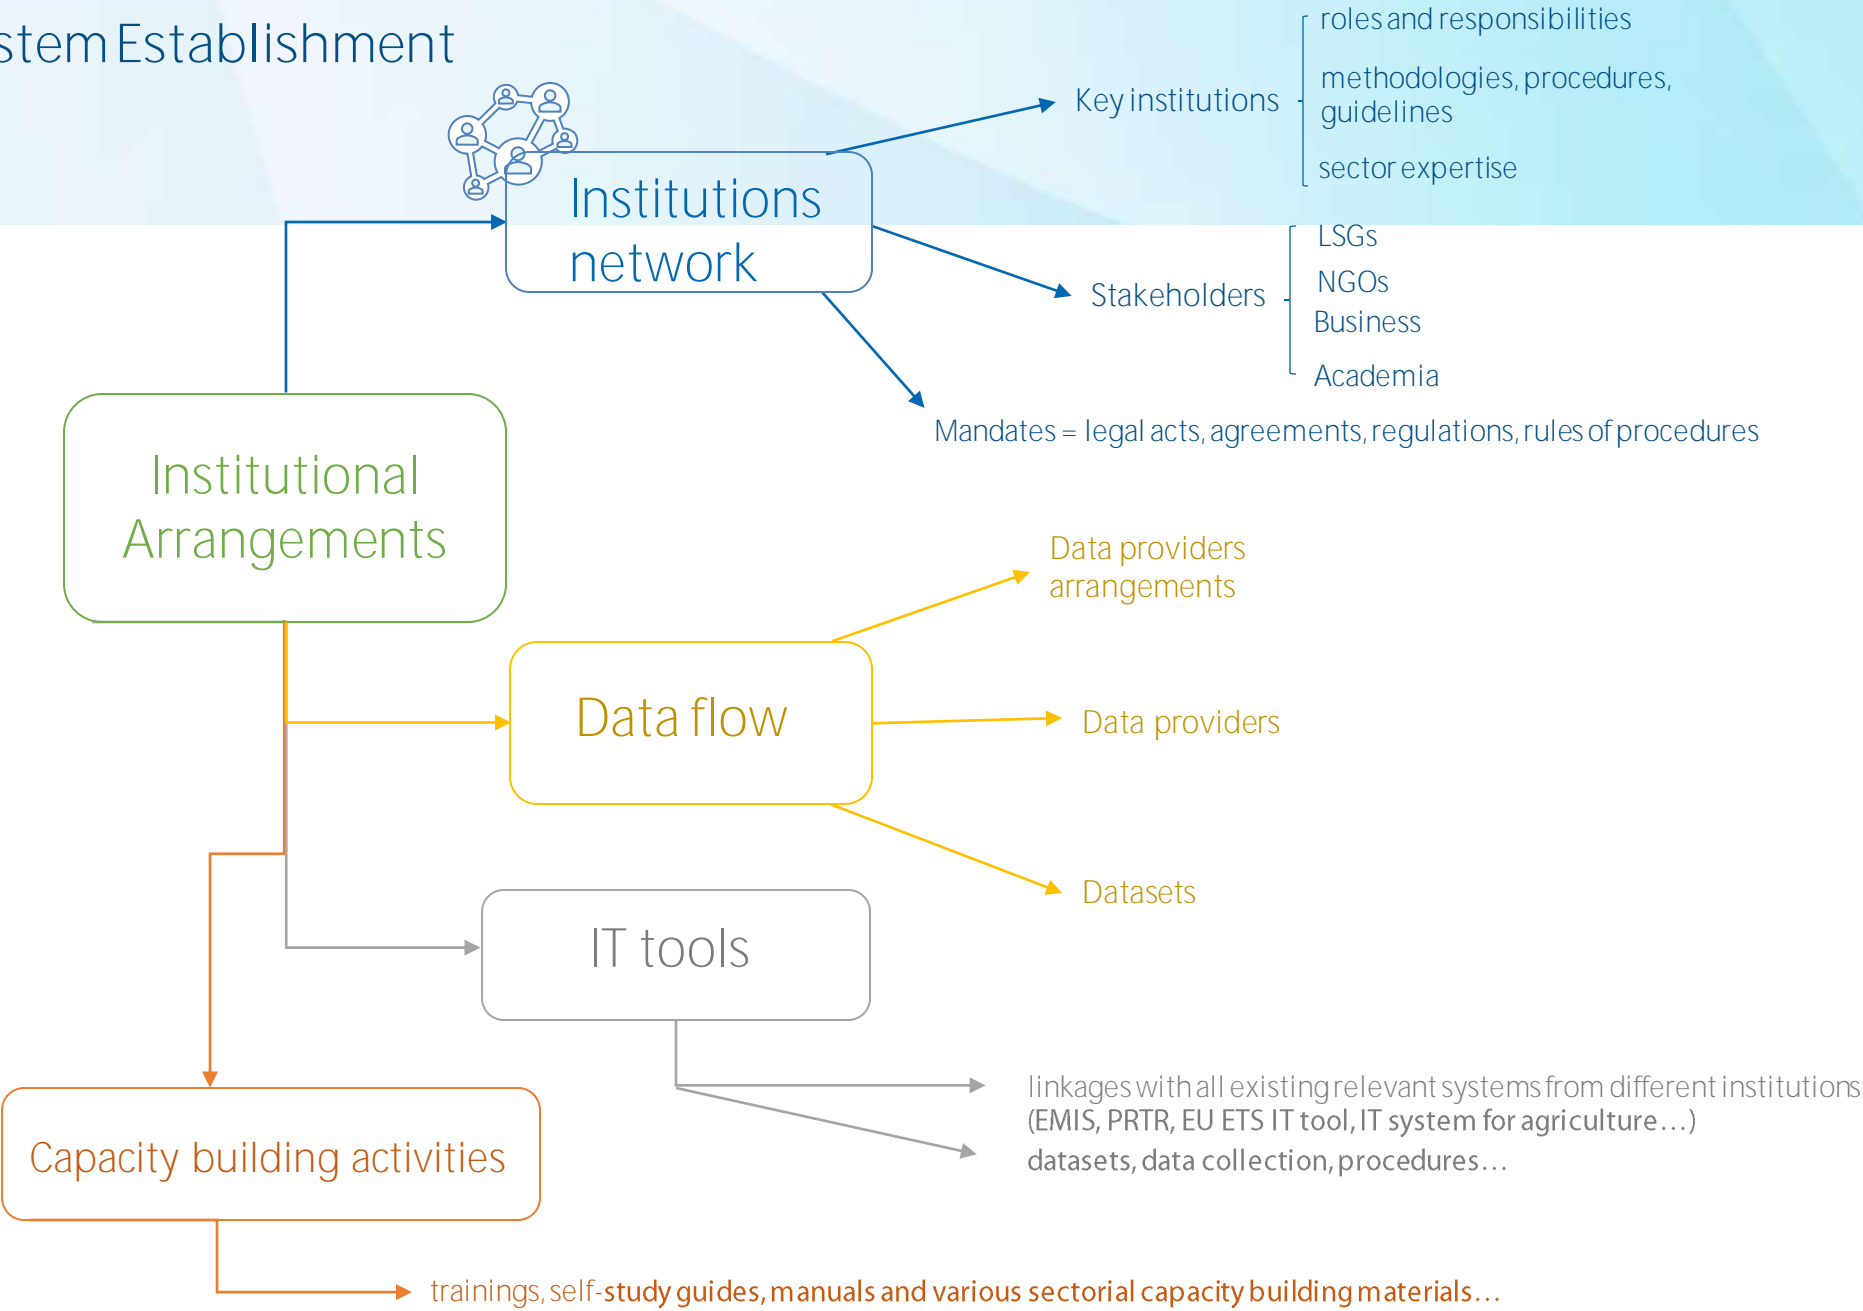 stem Establishment
roles and responsibilities
methodologies, procedures,
guidelines
sector expertise
Key institutions
Institutions
network
LSGs
NGOs
Business
Academia
Stakeholders
Mandates = legal acts, agreements, regulations, rules of procedures
Institutional
Arrangements
Data providers
arrangements
Data flow
Data providers
Datasets
IT tools
linkages with all existing relevant systems from different institutions
(EMIS, PRTR, EU ETS IT tool, IT system for agriculture…)
datasets, data collection, procedures…
Capacity building activities
trainings, self-study guides, manuals and various sectorial capacity building materials…